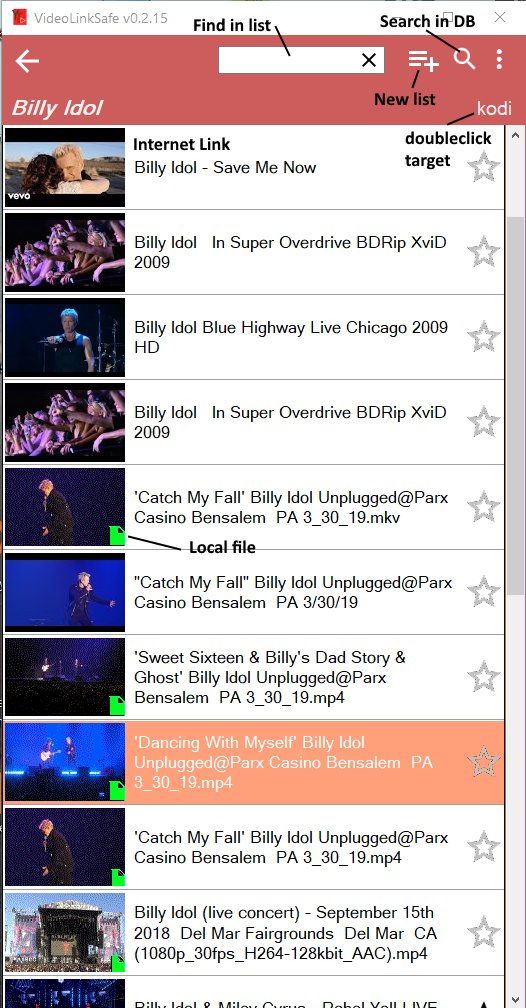 VideoLinkSafe v0.2.15
Find in list
Search in DB
New list
Billy Idol
kodi
doubleclick
target
Internet Link
Billy Idol - Save Me Now
vevo
Billy Idol   In Super Overdrive BDRip XviD
2009
Billy Idol Blue Highway Live Chicago 2009
HD
Billy Idol   In Super Overdrive BDRip XviD
2009
'Catch My Fall' Billy Idol Unplugged@Parx
Casino Bensalem  PA 3_30_19.mkv
Local file
"Catch My Fall" Billy Idol Unplugged@Parx
Casino Bensalem  PA 3/30/19
'Sweet Sixteen & Billy's Dad Story &
Ghost' Billy Idol Unplugged@Parx
Bensalem  PA 3_30_19.mp4
'Dancing With Myself' Billy Idol
Unplugged@Parx Casino Bensalem  PA
3_30_19.mp4
'Catch My Fall' Billy Idol Unplugged@Parx
Casino Bensalem  PA 3_30_19.mp4
Billy Idol (live concert) - September 15th
2018  Del Mar Fairgrounds  Del Mar  CA
(1080p_30fps_H264-128kbit_AAC).mp4
Billy Idol & Miley Cyrus - Rebel Yell LIVE